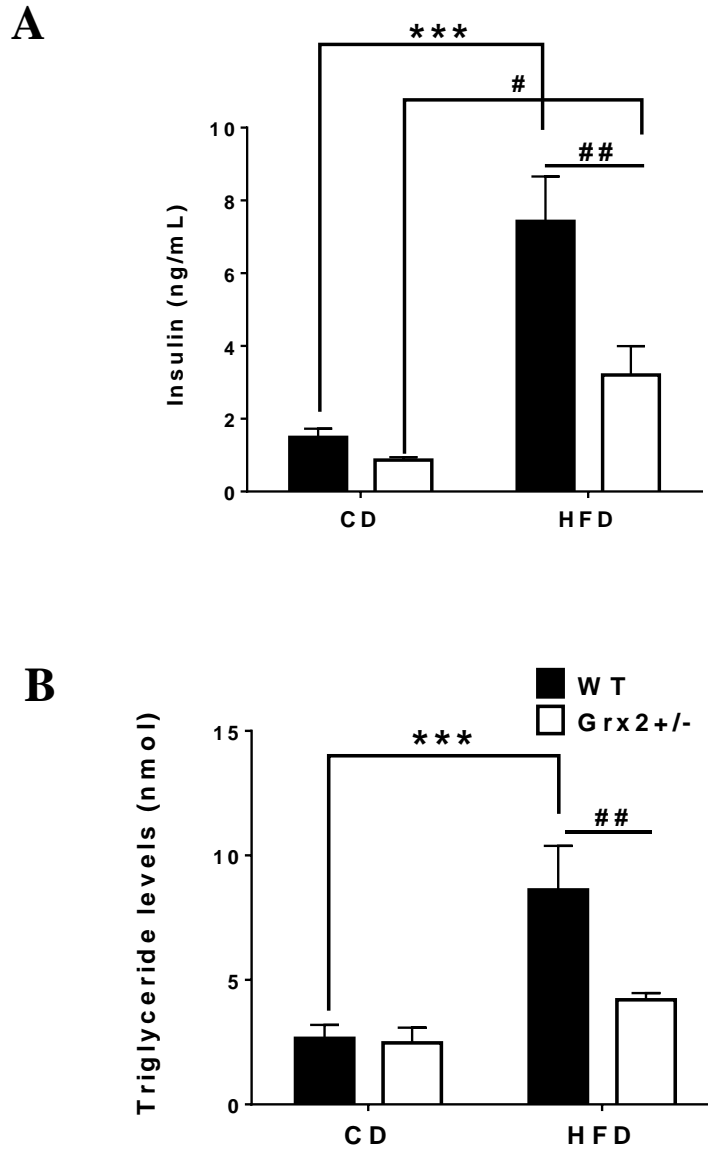 A
***
#
##
10
8
6
4
2
0
Insulin (ng/mL)
CD HFD
B
WT
Grx2+/-
***
##
15
10
5
0
Triglyceride levels (nmol)
CD HFD